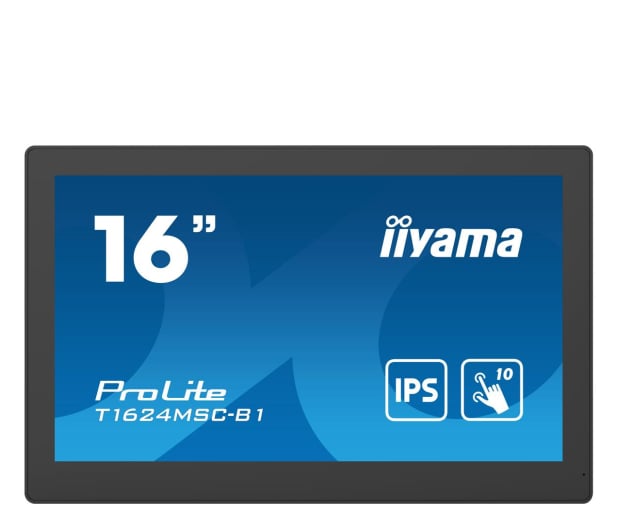 16”
iiyama
ProLite
T1624MSC-B1
IPS
10